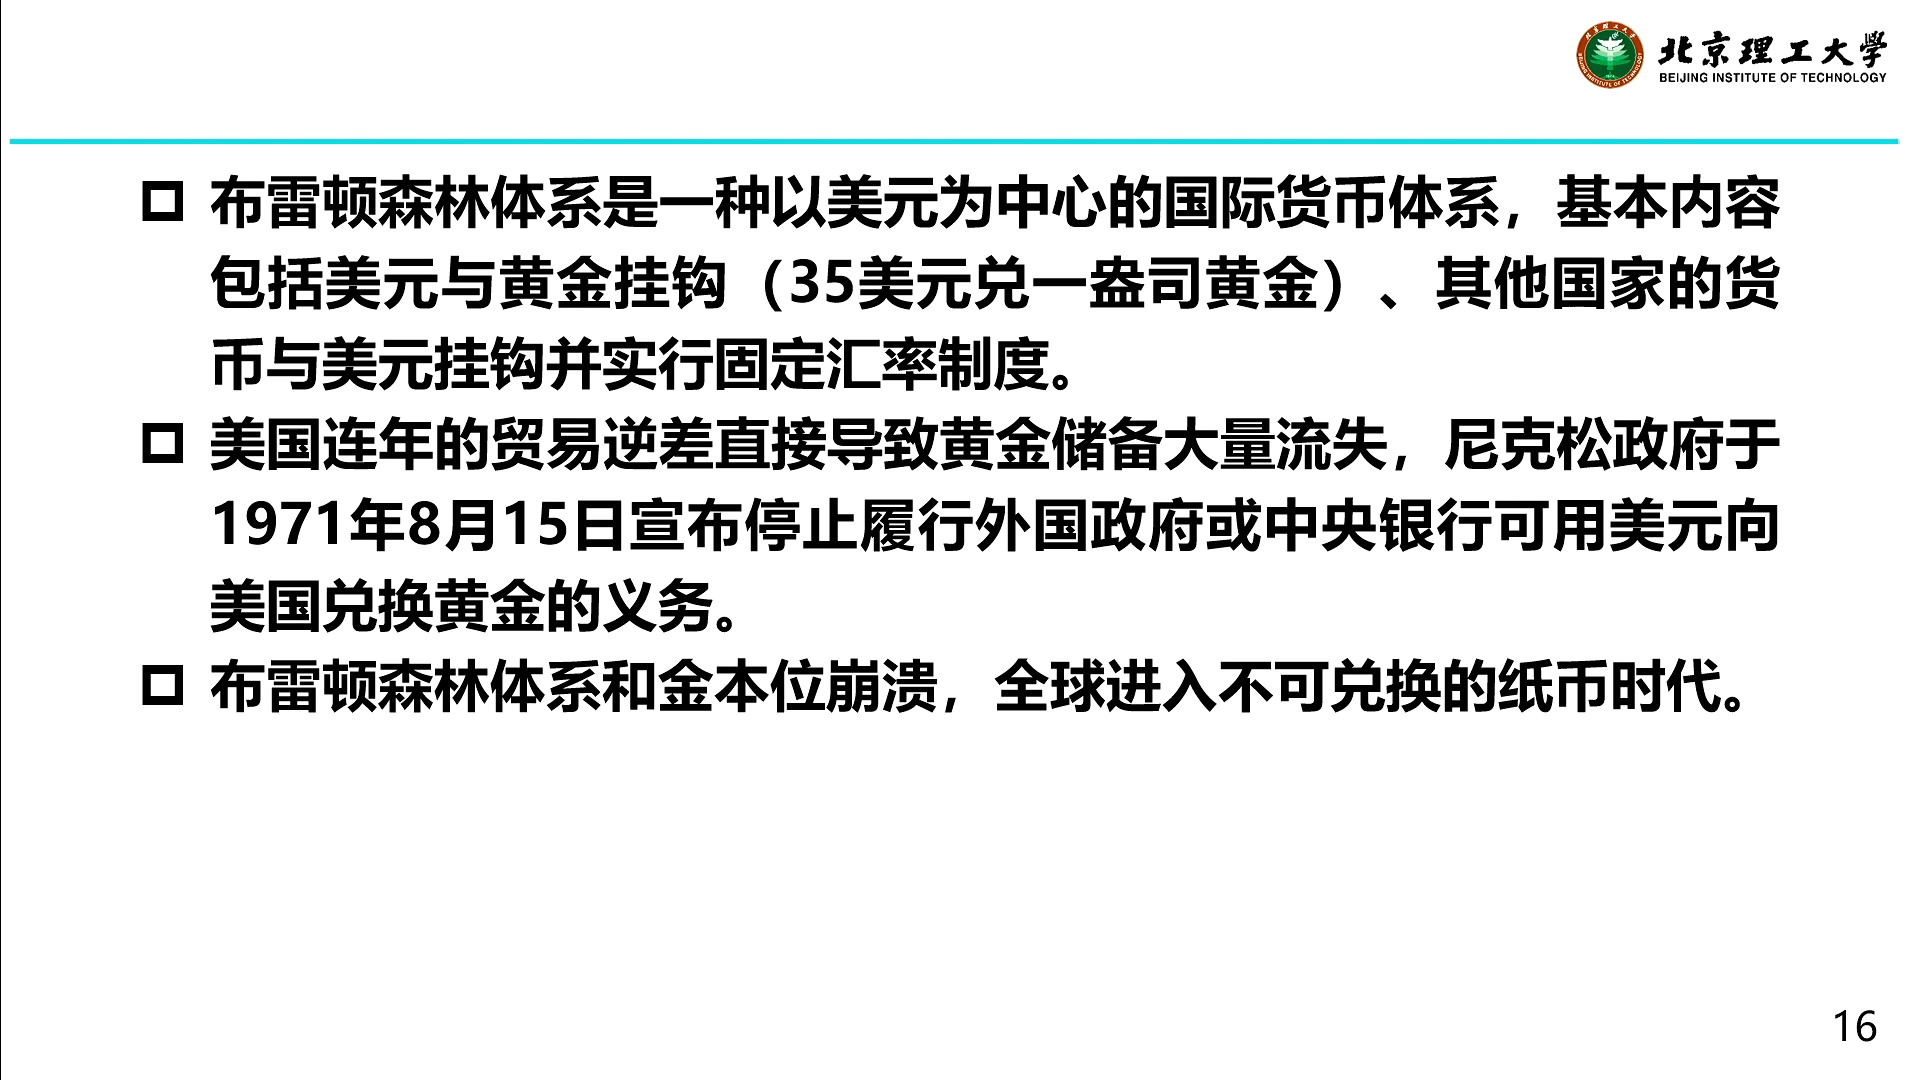 北京理工大学
BEIJING INSTITUTE OF TECHNOLOGY
布雷顿森林体系是一种以美元为中心的国际货币体系，基本内容
包括美元与黄金挂钩（35美元兑一盎司黄金）、其他国家的货
币与美元挂钩并实行固定汇率制度。
美国连年的贸易逆差直接导致黄金储备大量流失，尼克松政府于
1971年8月15日宣布停止履行外国政府或中央银行可用美元向
美国兑换黄金的义务。
布雷顿森林体系和金本位崩溃，全球进入不可兑换的纸币时代。
16